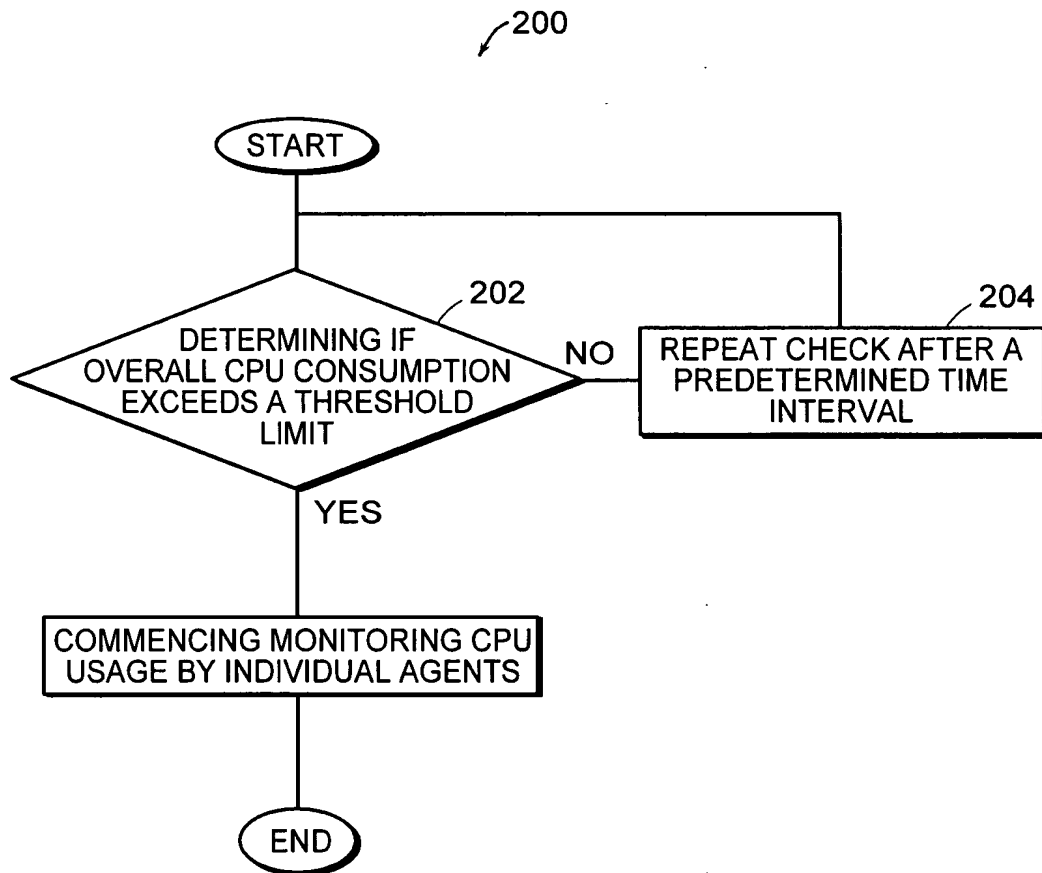 200
START
202
DETERMINING IF
OVERALL CPU CONSUMPTION
EXCEEDS A THRESHOLD
LIMIT
NO
204
REPEAT CHECK AFTER A
PREDETERMINED TIME
INTERVAL
YES
COMMENCING MONITORING CPU
USAGE BY INDIVIDUAL AGENTS
END